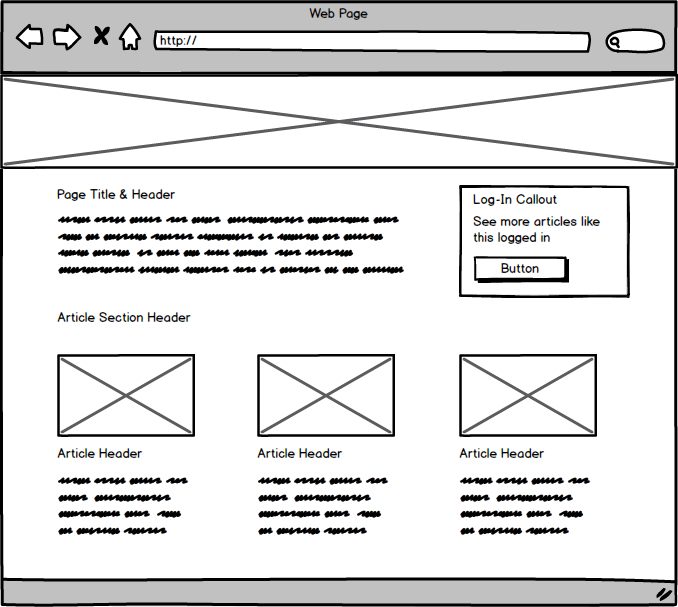 Web Page
http://
Page Title & Header
Log-In Callout
See more articles like
this logged in
Button
Article Section Header
Article Header
Article Header
Article Header